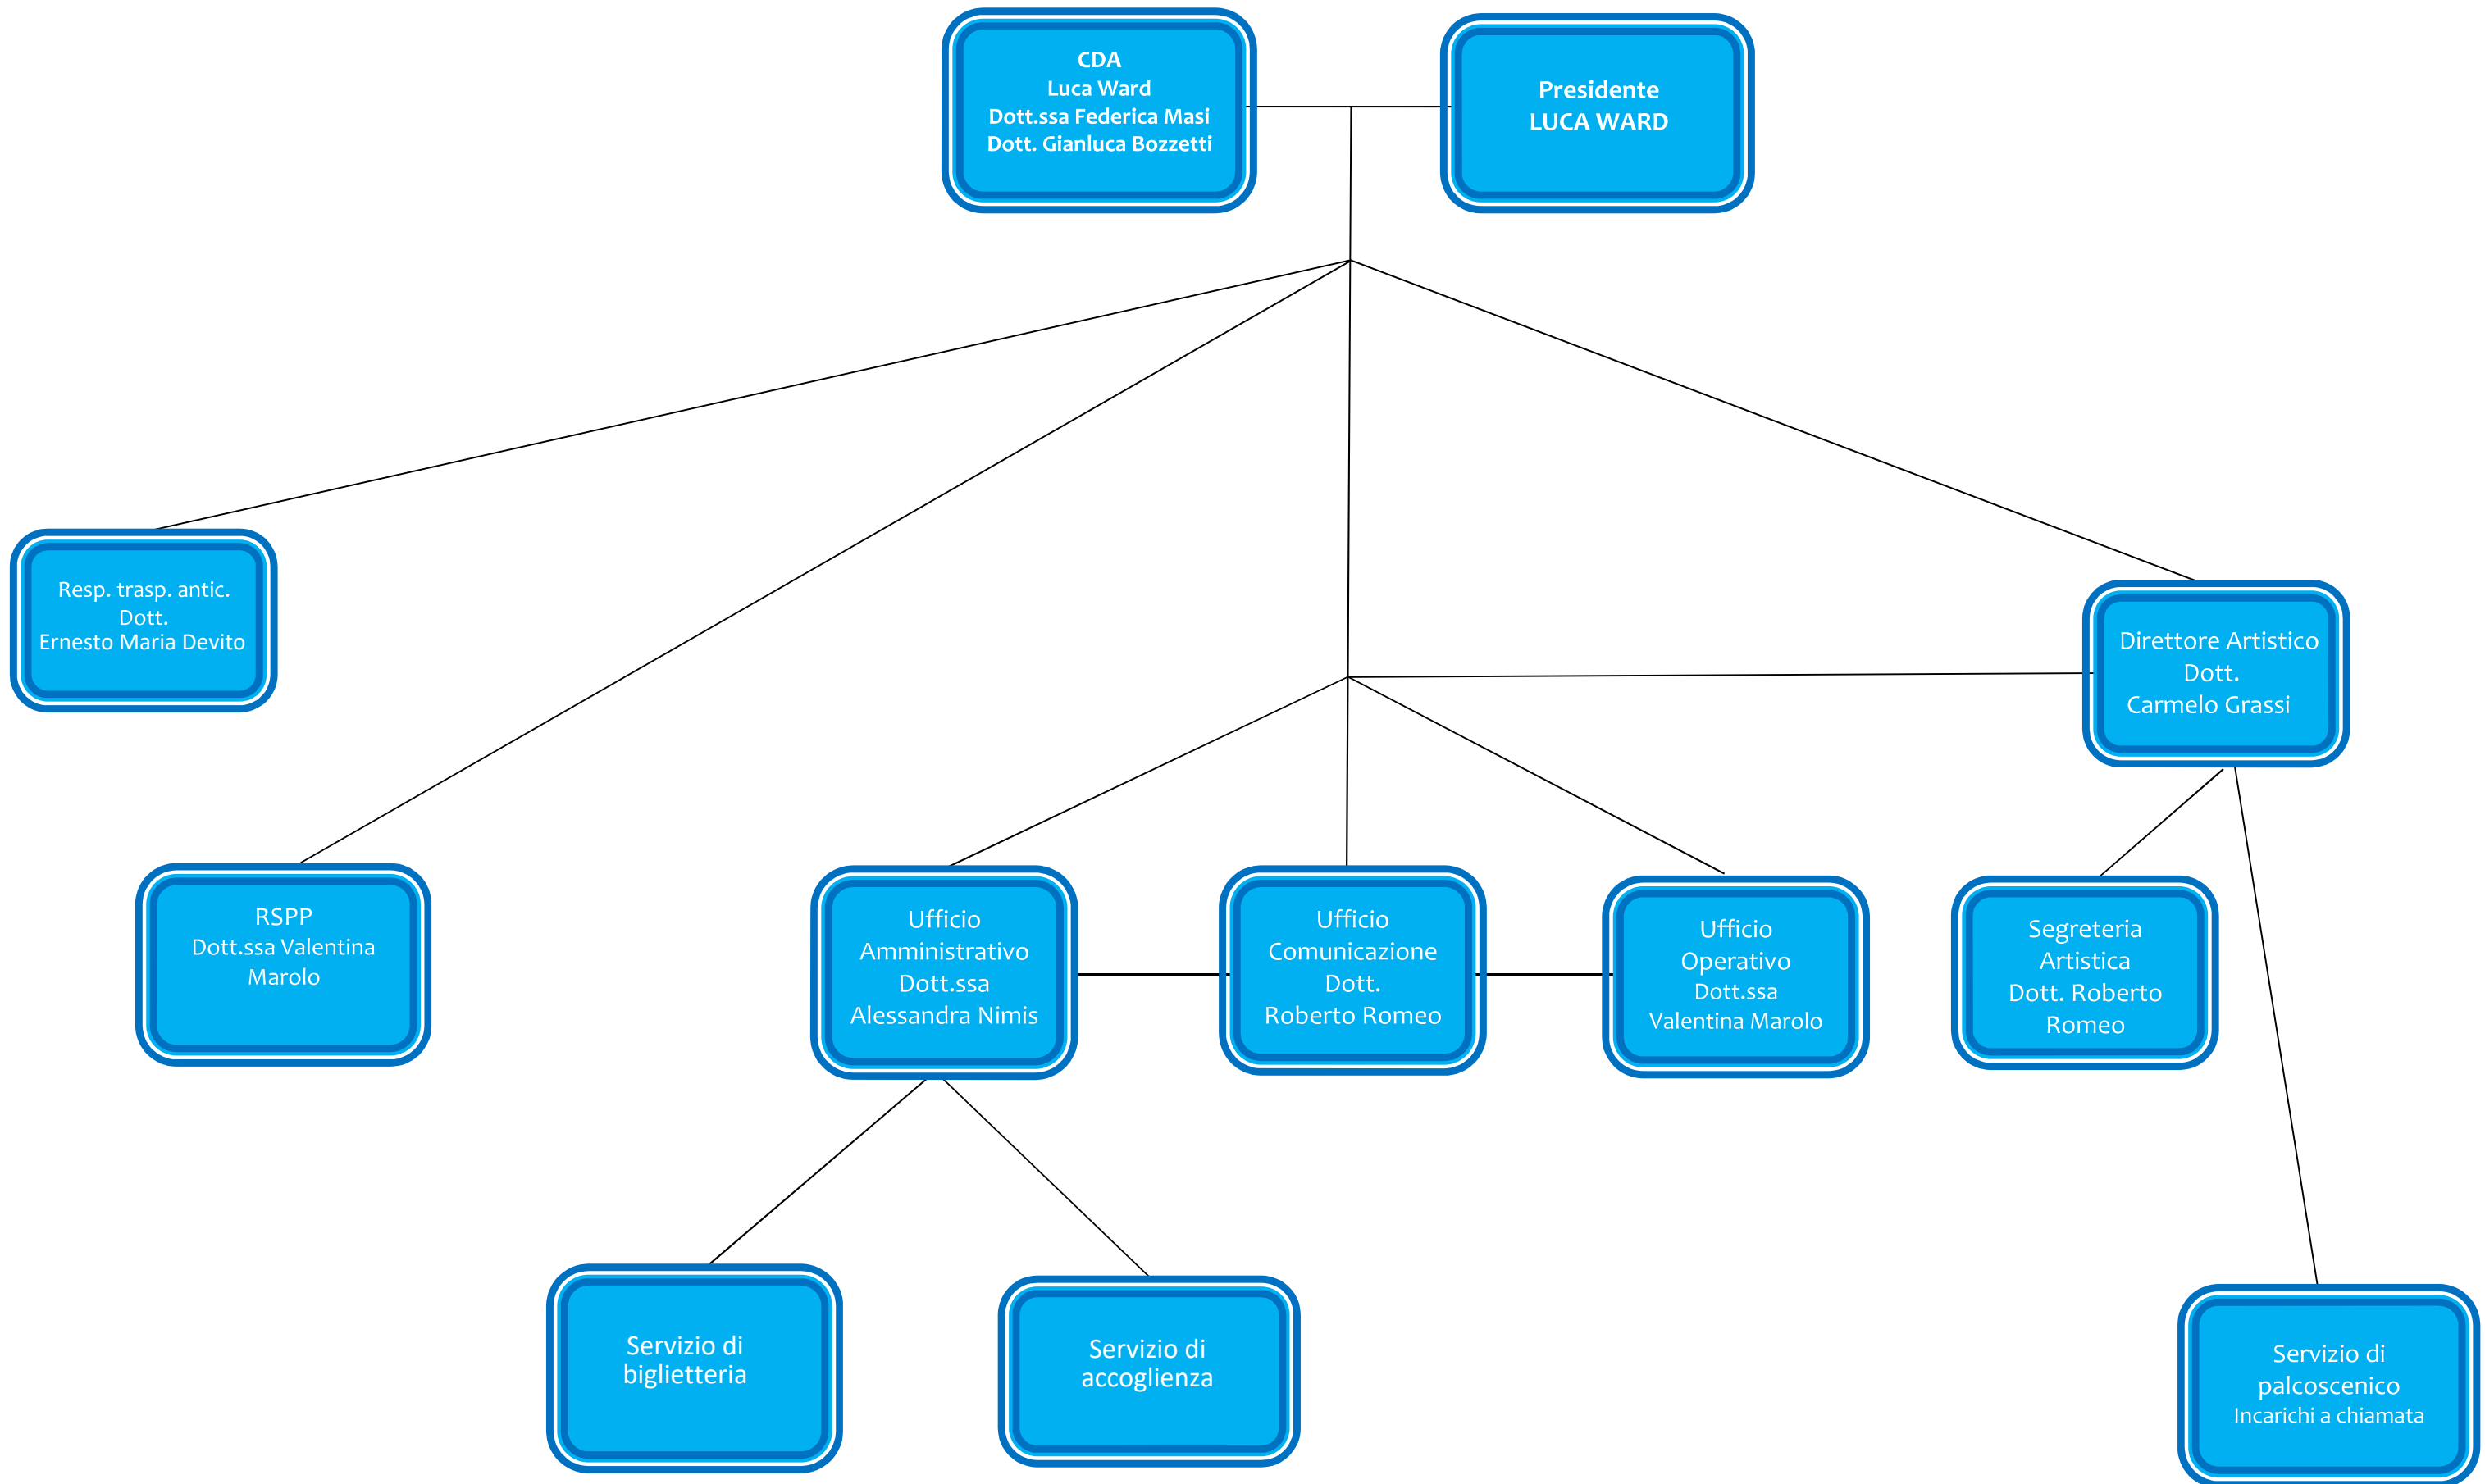 CDA
Luca Ward
Dott.ssa Federica Masi
Dott. Gianluca Bozzetti
Presidente
LUCA WARD
Resp. trasp. antic.
Dott.
Ernesto Maria Devito
Direttore Artistico
Dott.
Carmelo Grassi
RSPP
Dott.ssa Valentina
Marolo
Ufficio
Amministrativo
Dott.ssa
Alessandra Nimis
Ufficio
Comunicazione
Dott.
Roberto Romeo
Ufficio
Operativo
Dott.ssa
Valentina Marolo
Segreteria
Artistica
Dott. Roberto
Romeo
Servizio di
biglietteria
Servizio di
accoglienza
Servizio di
palcoscenico
Incarichi a chiamata